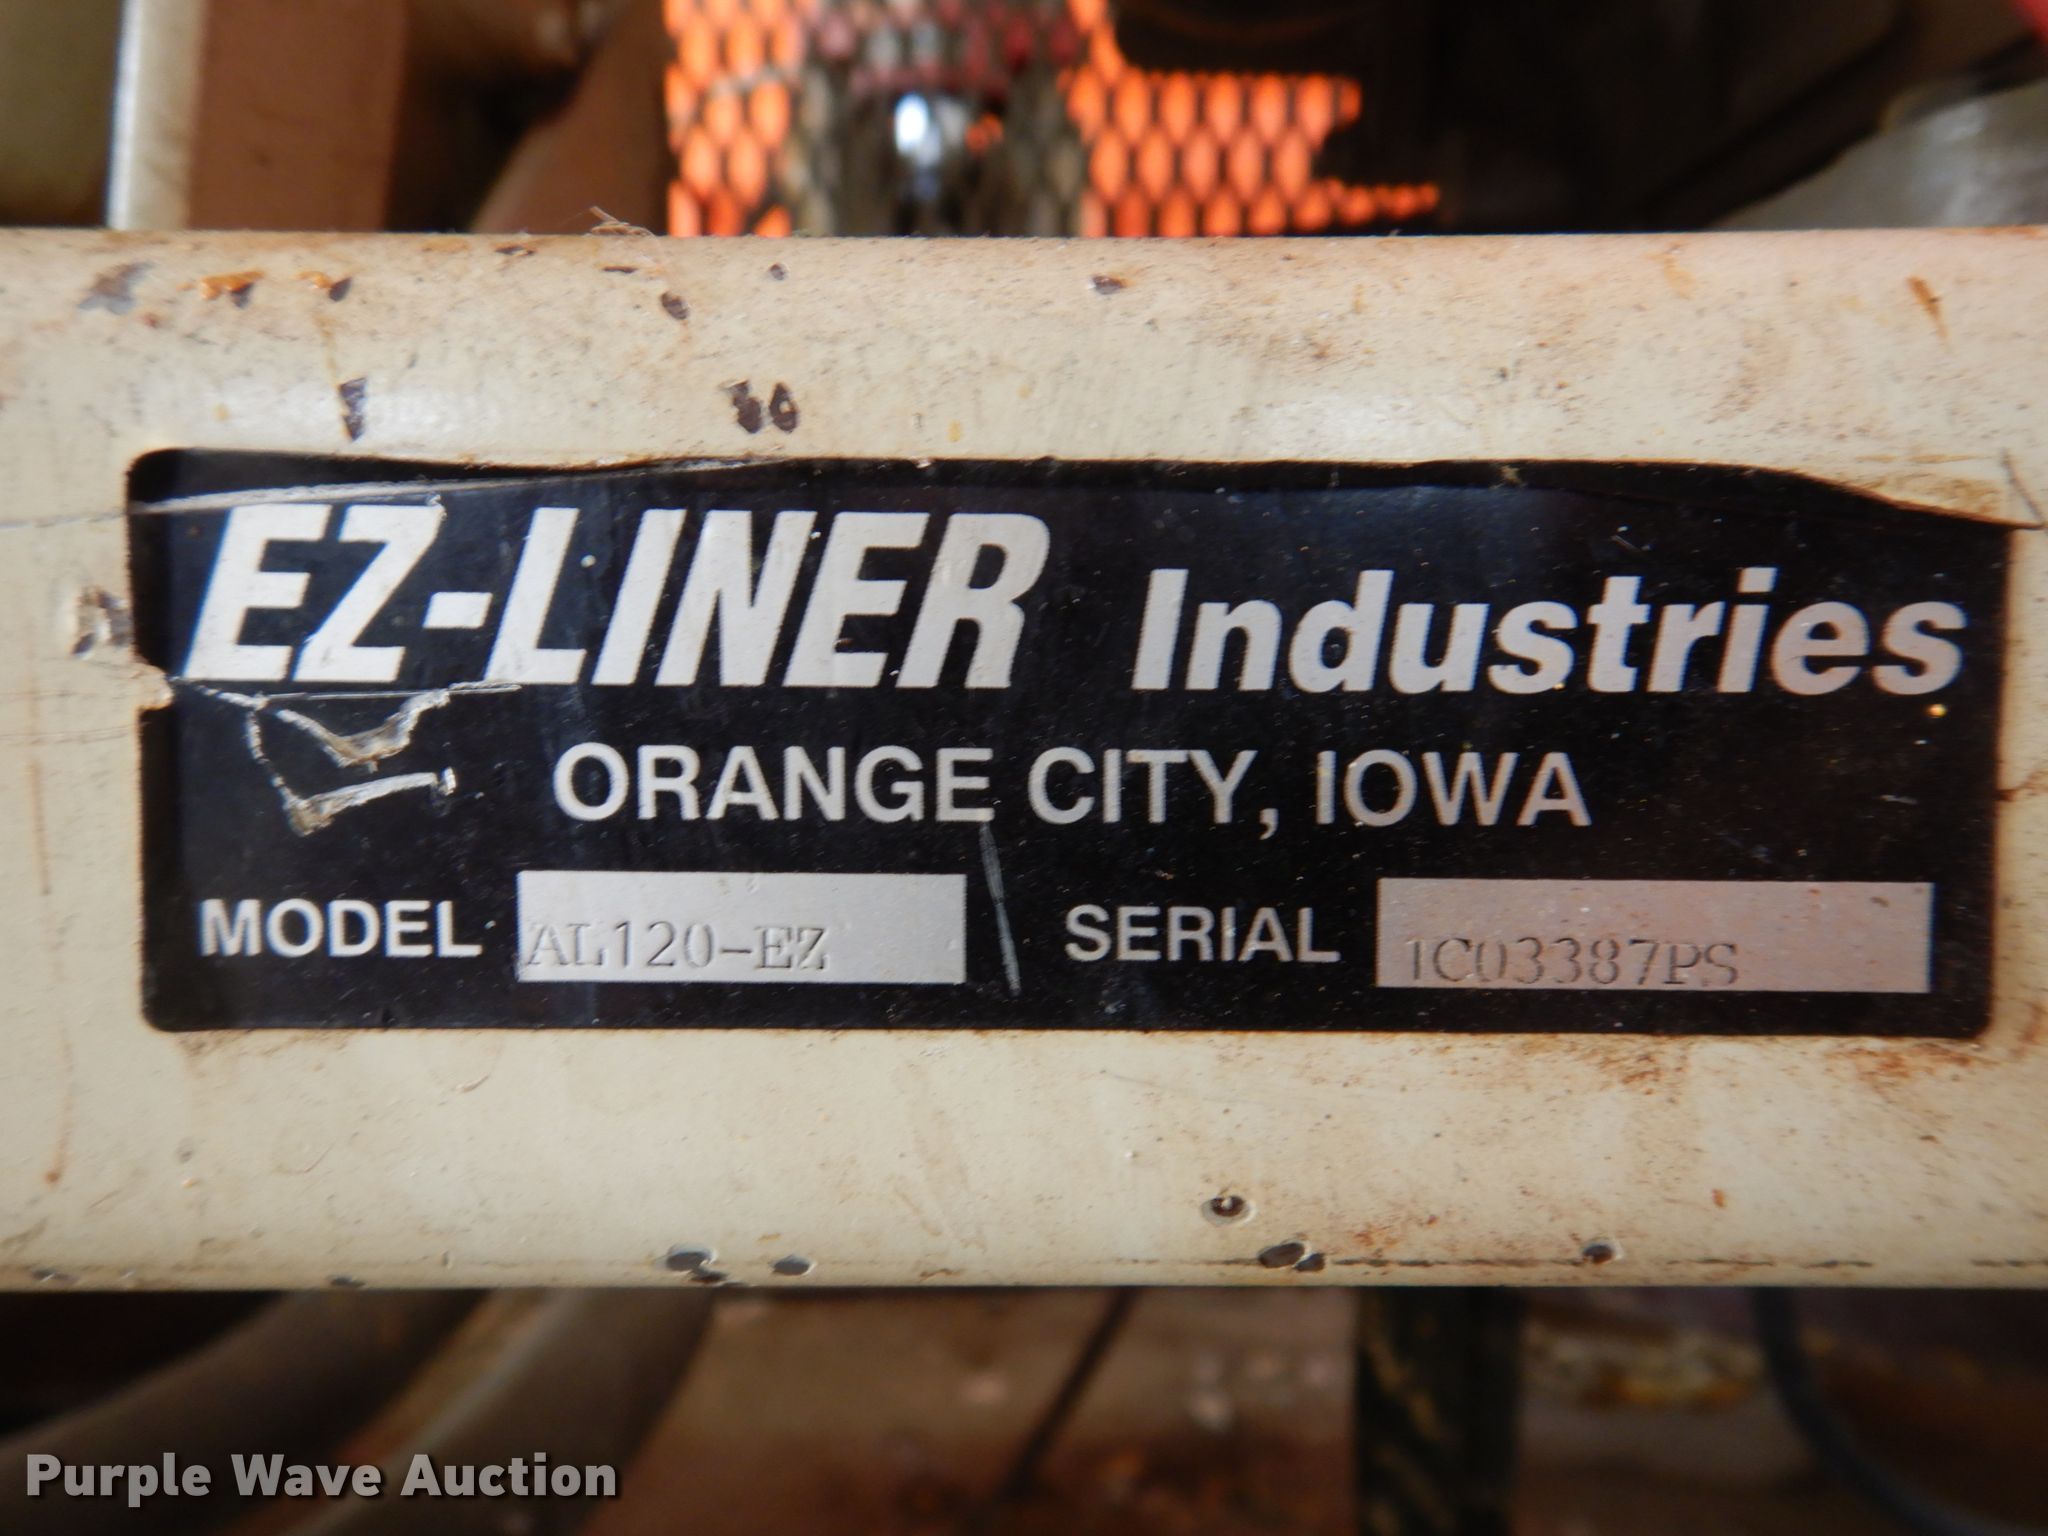 EZ-LINER Industries
ORANGE CITY, IOWA
MODEL AL120-EZ SERIAL 1C03387PS
Purple Wave Auction